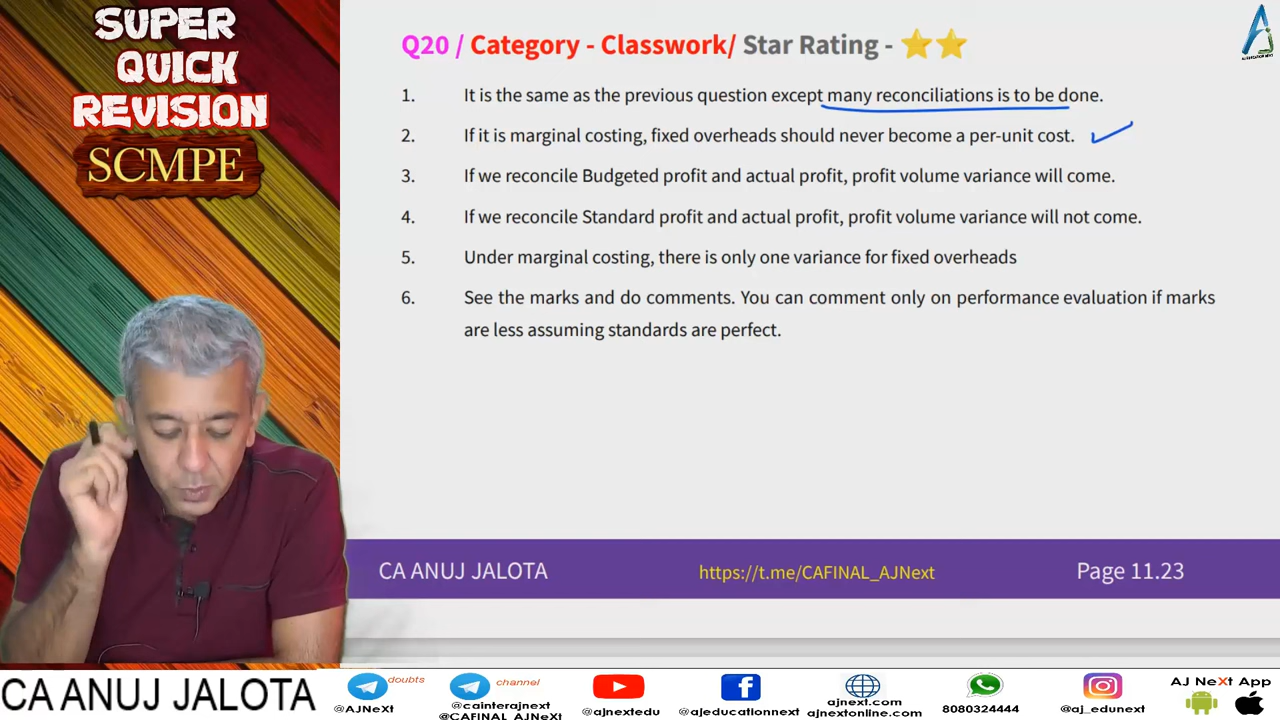 SUPER
QUICK
REVISION
SCMPE
Q20 / Category - Classwork/ Star Rating -
1. It is the same as the previous question except many reconciliations is to be done.
2. If it is marginal costing, fixed overheads should never become a per-unit cost.
3. If we reconcile Budgeted profit and actual profit, profit volume variance will come.
4. If we reconcile Standard profit and actual profit, profit volume variance will not come.
5. Under marginal costing, there is only one variance for fixed overheads
6. See the marks and do comments. You can comment only on performance evaluation if marks
are less assuming standards are perfect.
CA ANUJ JALOTA https://t.me/CAFINAL_AJNext Page 11.23
CA ANUJ JALOTA
doubts
@AJNeXt
channel
@cainterajnext
@CAFINAL_AJNeXt
@ajnextedu
@ajeducationnext
ajnext.com
ajnextonline.com
8080324444
@aj_edunext
AJ NeXt App